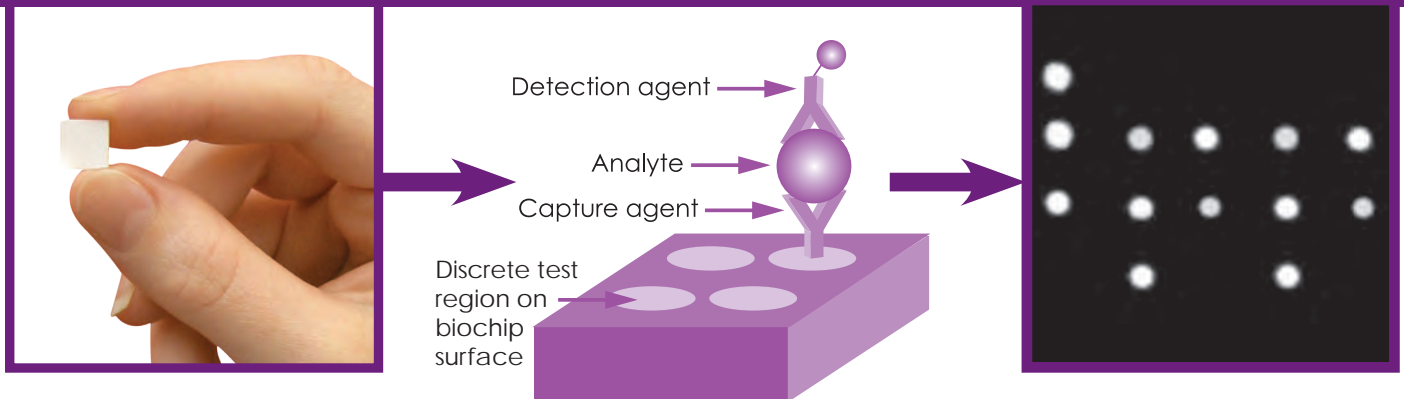 Detection agent
Analyte
Capture agent
Discrete test
region on
biochip
surface